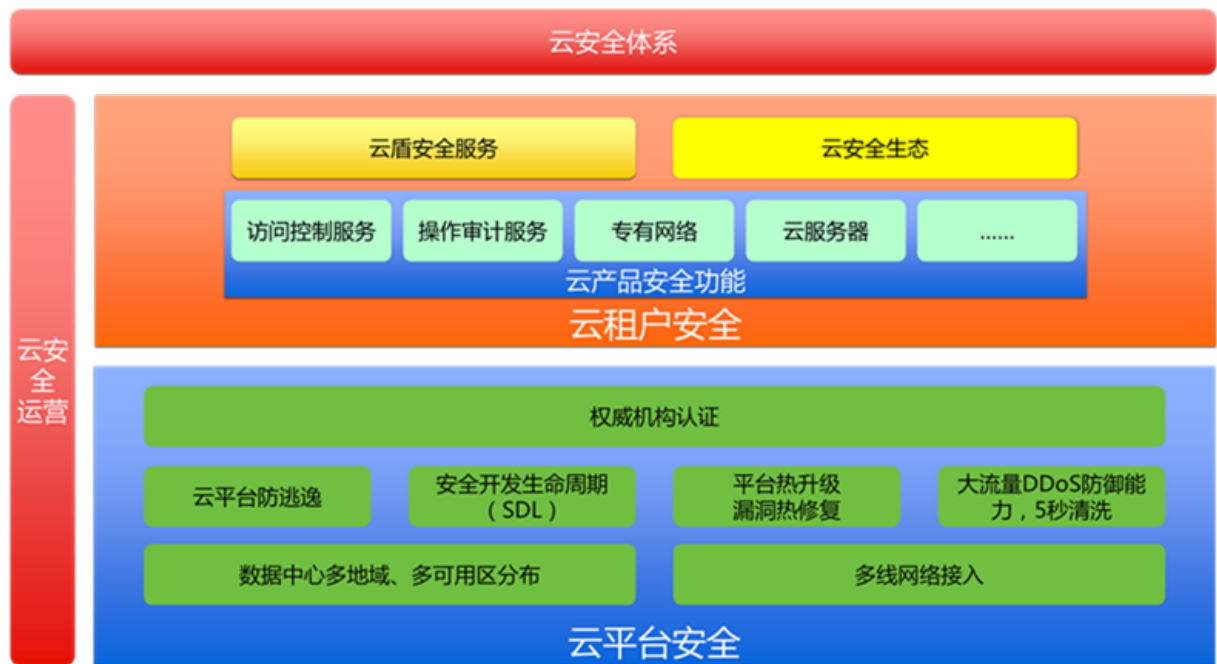 云安全体系
云盾安全服务
云安全生态
访问控制服务
操作审计服务
专有网络
云服务器
......
云产品安全功能
云租户安全
云安
全
运营
权威机构认证
云平台防逃逸
安全开发生命周期
（SDL）
平台热升级
漏洞热修复
大流量DDoS防御能
力，5秒清洗
数据中心多地域、多可用区分布
多线网络接入
云平台安全